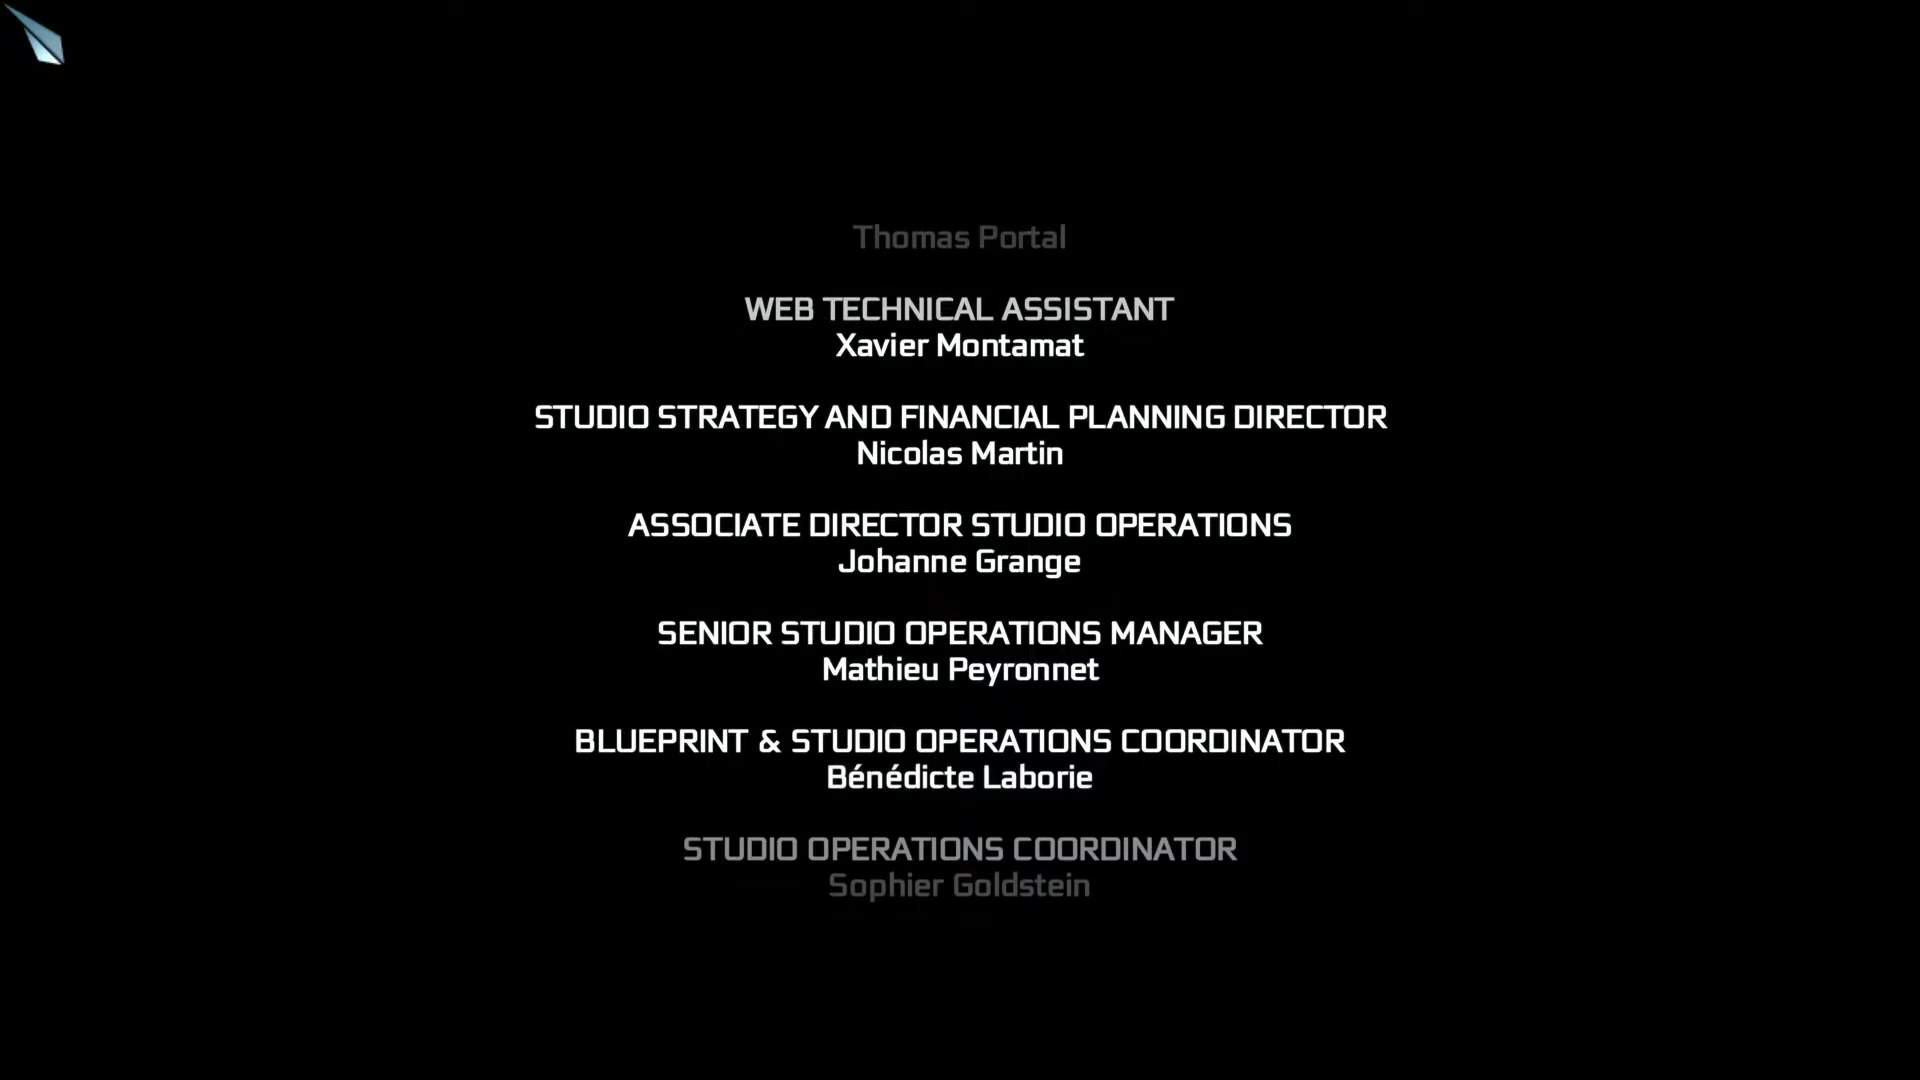 Thomas Portal
WEB TECHNICAL ASSISTANT
Xavier Montamat
STUDIO STRATEGY AND FINANCIAL PLANNING DIRECTOR
Nicolas Martin
ASSOCIATE DIRECTOR STUDIO OPERATIONS
Johanne Grange
SENIOR STUDIO OPERATIONS MANAGER
Mathieu Peyronnet
BLUEPRINT & STUDIO OPERATIONS COORDINATOR
Bénédicte Laborie
STUDIO OPERATIONS COORDINATOR
Sophier Goldstein